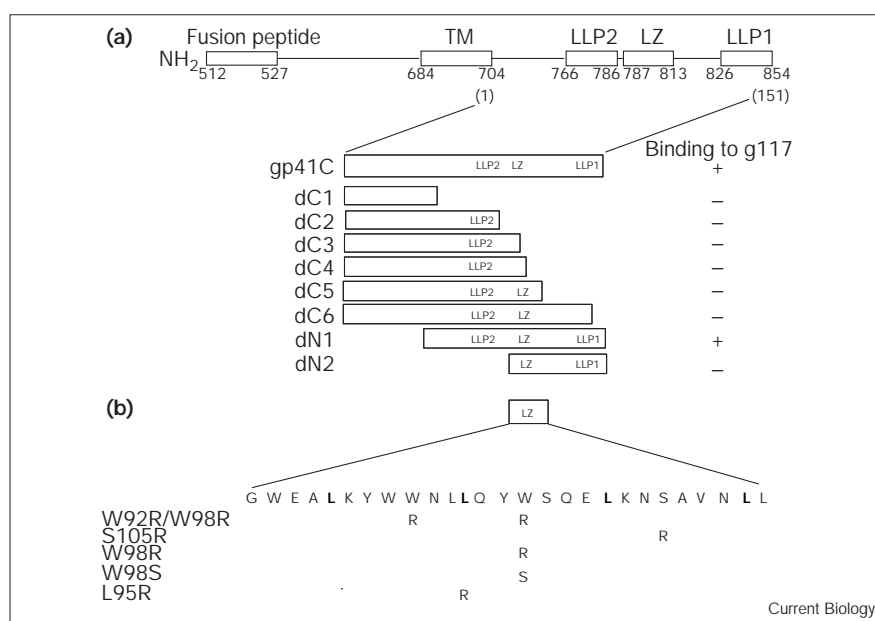 (a)
Fusion peptide TM LLP2 LZ LLP1
NH2
512 527 684 704 766 786 787 813 826 854
(1) (151)
Binding to g117
gp41C LLP2 LZ LLP1 +
dC1 –
dC2 LLP2 –
dC3 LLP2 –
dC4 LLP2 –
dC5 LLP2 LZ –
dC6 LLP2 LZ –
dN1 LLP2 LZ LLP1 +
dN2 LZ LLP1 –
(b)
LZ
G W E A L K Y W W N L L Q Y W S Q E L K N S A V N L L
W92R/W98R R R
S105R R
W98R R
W98S S
L95R R
Current Biology